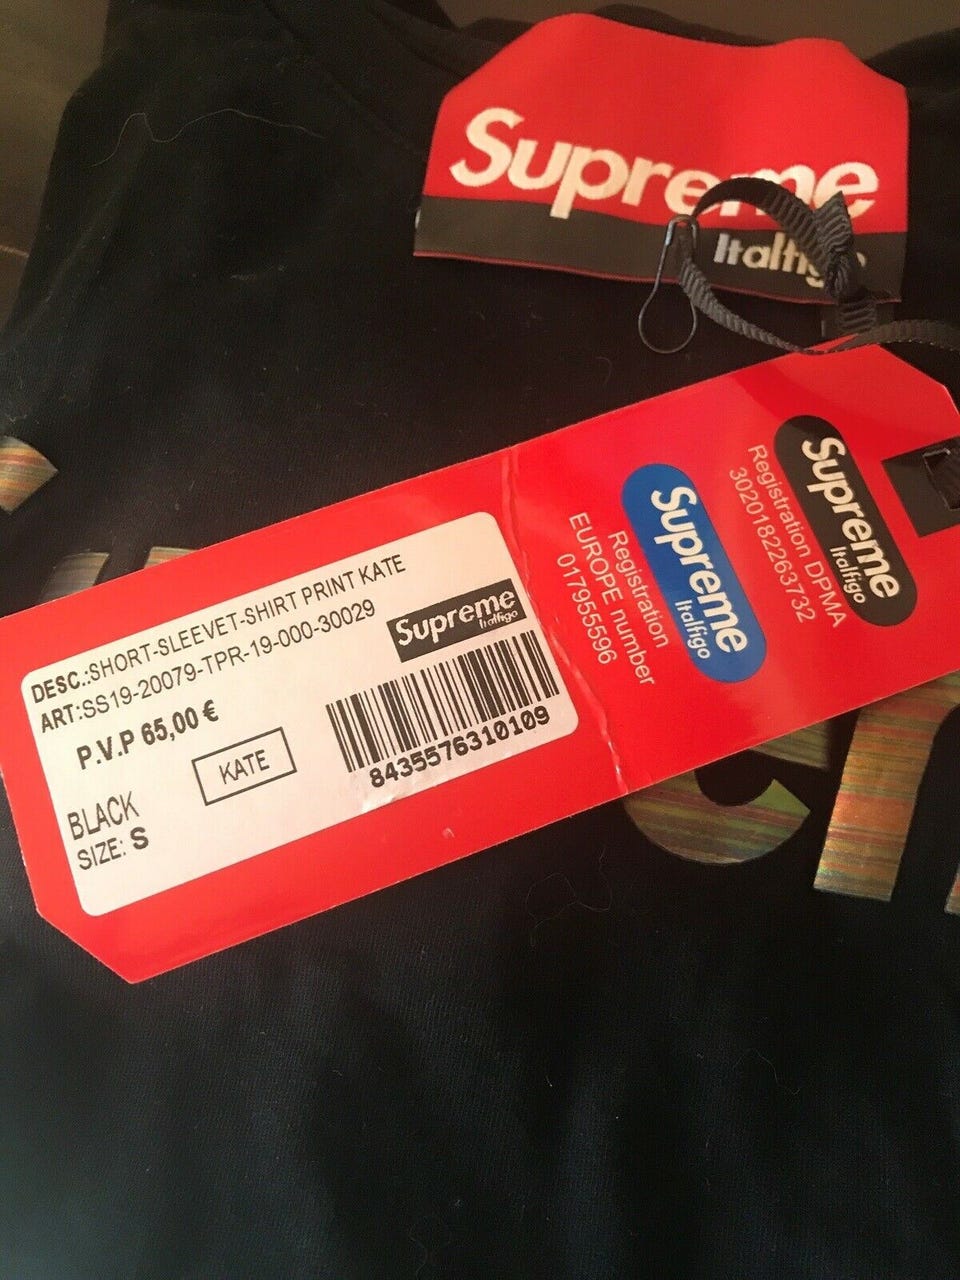 Supreme
Italfigo
Supreme
Italfigo
Registration DPMA
3020182263732
Supreme
Italfigo
Registration
EUROPE number
017955596
DESC.:SHORT-SLEEVET-SHIRT PRINT KATE
ART:SS19-20079-TPR-19-000-30029
Supreme
Italfigo
P.V.P 65,00 €
KATE
8435576310109
BLACK
SIZE: S